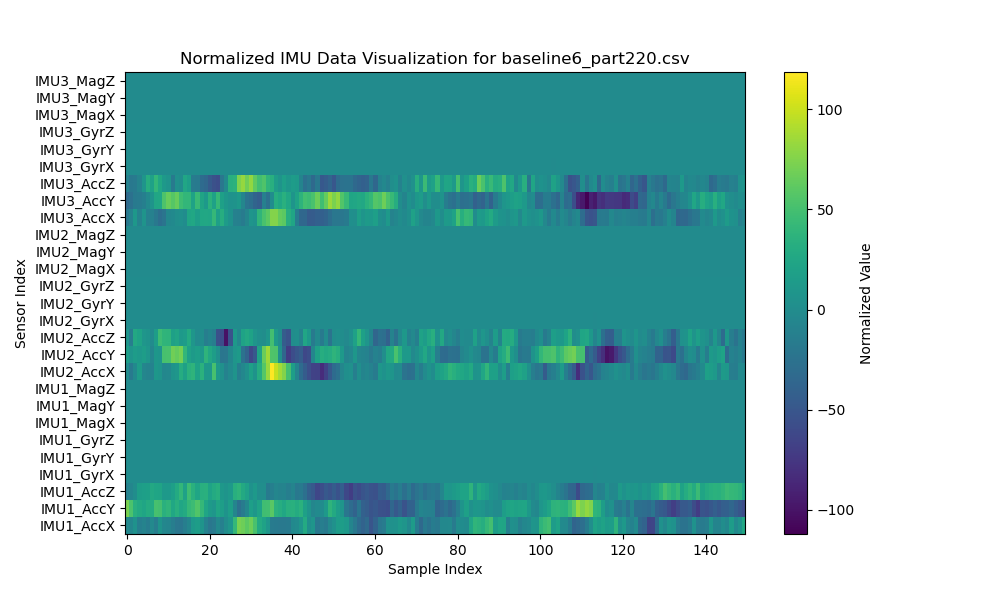 Normalized IMU Data Visualization for baseline6_part220.csv
Sensor Index
IMU3_MagZ
IMU3_MagY
IMU3_MagX
IMU3_GyrZ
IMU3_GyrY
IMU3_GyrX
IMU3_AccZ
IMU3_AccY
IMU3_AccX
IMU2_MagZ
IMU2_MagY
IMU2_MagX
IMU2_GyrZ
IMU2_GyrY
IMU2_GyrX
IMU2_AccZ
IMU2_AccY
IMU2_AccX
IMU1_MagZ
IMU1_MagY
IMU1_MagX
IMU1_GyrZ
IMU1_GyrY
IMU1_GyrX
IMU1_AccZ
IMU1_AccY
IMU1_AccX
0 20 40 60 80 100 120 140
Sample Index
100
50
0
−50
−100
Normalized Value